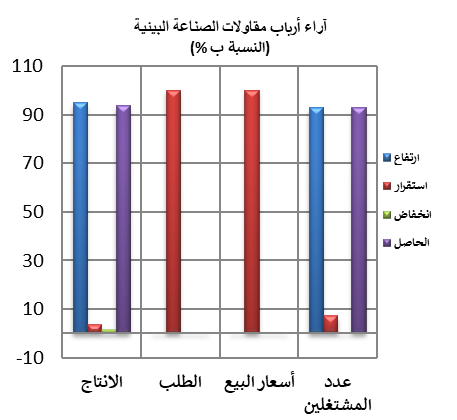 آراء أرباب مقاولات الصناعة البينية
(النسبة ب %)
110
90
70
50
30
10
-10
الانتاج
الطلب
أسعار البيع
عدد
المشتغلين
ارتفاع
استقرار
انخفاض
الحاصل